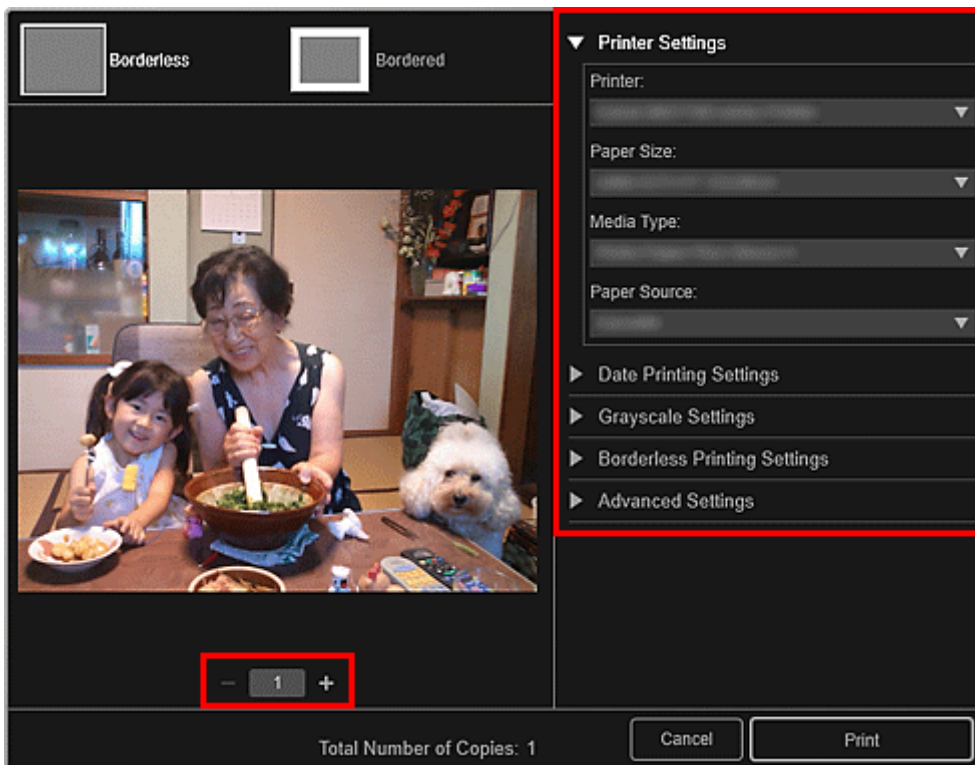 Borderless
Bordered
Printer Settings
Printer:
Paper Size:
Media Type:
Paper Source:
Date Printing Settings
Grayscale Settings
Borderless Printing Settings
Advanced Settings
1
Total Number of Copies: 1
Cancel
Print